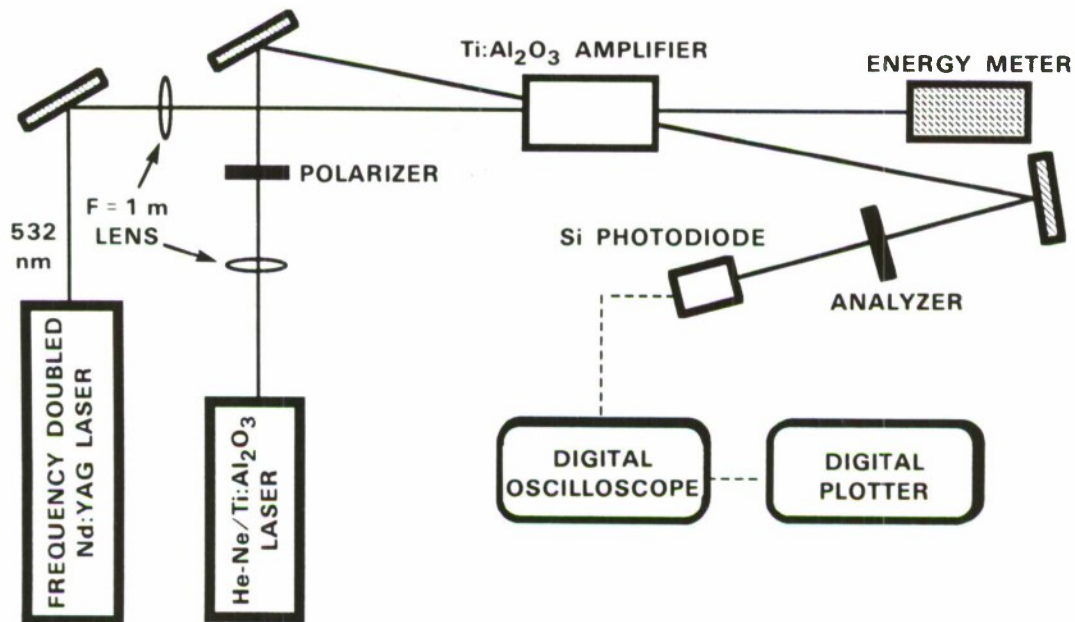 Ti:Al₂O₃ AMPLIFIER
ENERGY METER
POLARIZER
F = 1 m
LENS
532
nm
Si PHOTODIODE
ANALYZER
FREQUENCY DOUBLED
Nd:YAG LASER
He-Ne/Ti:Al₂O₃
LASER
DIGITAL
OSCILLOSCOPE
DIGITAL
PLOTTER